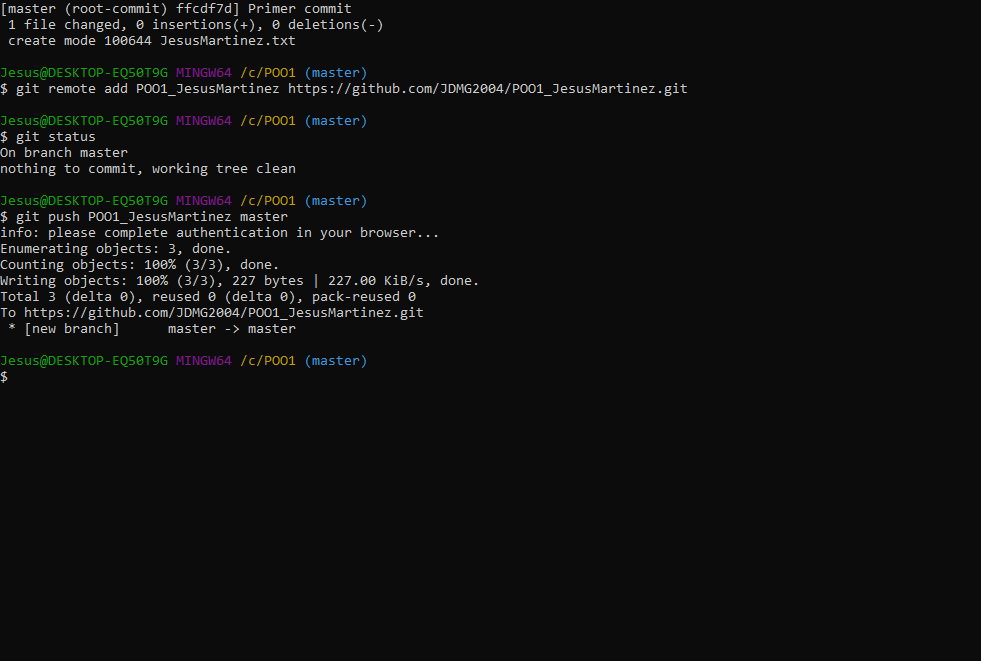 [master (root-commit) ffcdf7d] Primer commit
 1 file changed, 0 insertions(+), 0 deletions(-)
 create mode 100644 JesusMartinez.txt
Jesus@DESKTOP-EQ50T9G MINGW64 /c/POO1 (master)
$ git remote add POO1_JesusMartinez https://github.com/JDMG2004/POO1_JesusMartinez.git
Jesus@DESKTOP-EQ50T9G MINGW64 /c/POO1 (master)
$ git status
On branch master
nothing to commit, working tree clean
Jesus@DESKTOP-EQ50T9G MINGW64 /c/POO1 (master)
$ git push POO1_JesusMartinez master
info: please complete authentication in your browser...
Enumerating objects: 3, done.
Counting objects: 100% (3/3), done.
Writing objects: 100% (3/3), 227 bytes | 227.00 KiB/s, done.
Total 3 (delta 0), reused 0 (delta 0), pack-reused 0
To https://github.com/JDMG2004/POO1_JesusMartinez.git
 * [new branch]      master -> master
Jesus@DESKTOP-EQ50T9G MINGW64 /c/POO1 (master)
$